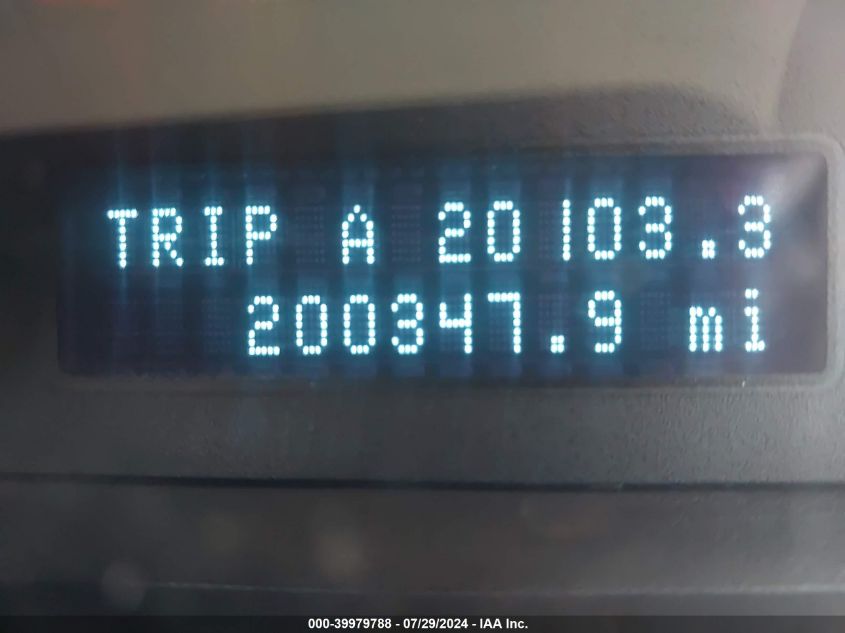 TRIP A 20103.3
200347.9 mi
000-39979788 - 07/29/2024 - IAA Inc.